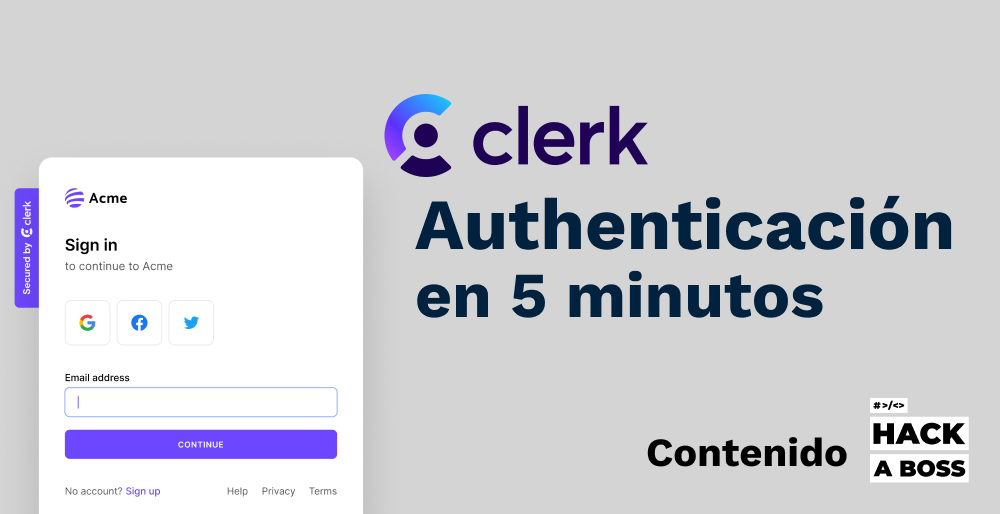 clerk
Authenticación
en 5 minutos
Secured by clerk
Acme
Sign in
to continue to Acme
Email address
CONTINUE
No account? Sign up
Help Privacy Terms
Contenido
#>/<>
HACK
A BOSS